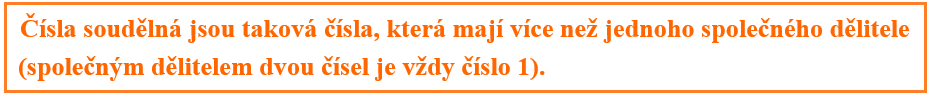 Čísla soudělná jsou taková čísla, která mají více než jednoho společného dělitele
(společným dělitelem dvou čísel je vždy číslo 1).